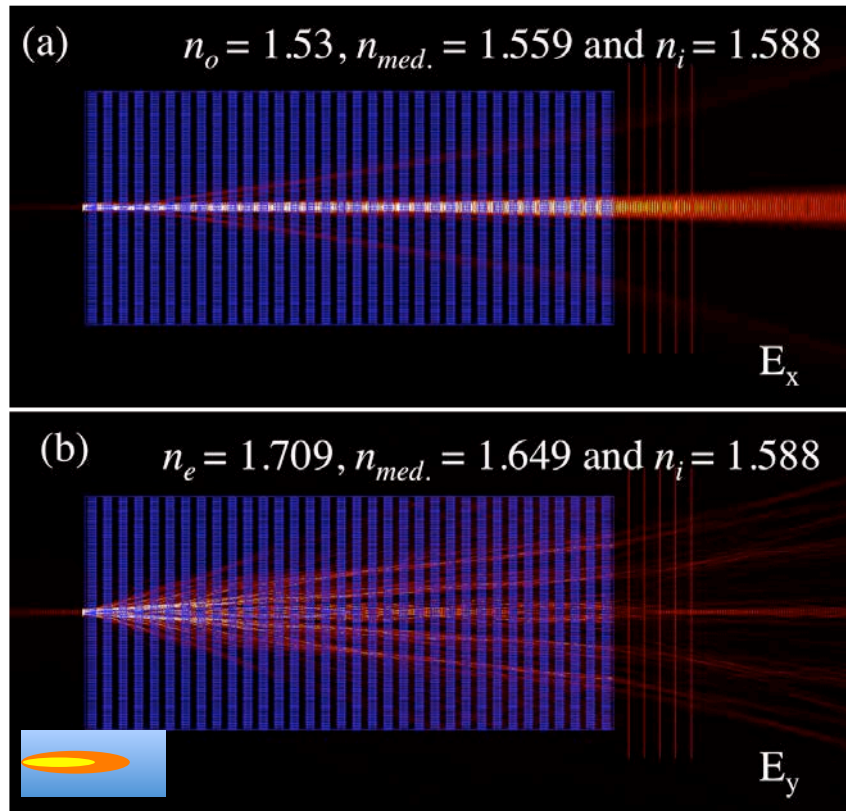 (a)
n_o = 1.53, n_med. = 1.559 and n_i = 1.588
E_x
(b)
n_e = 1.709, n_med. = 1.649 and n_i = 1.588
E_y